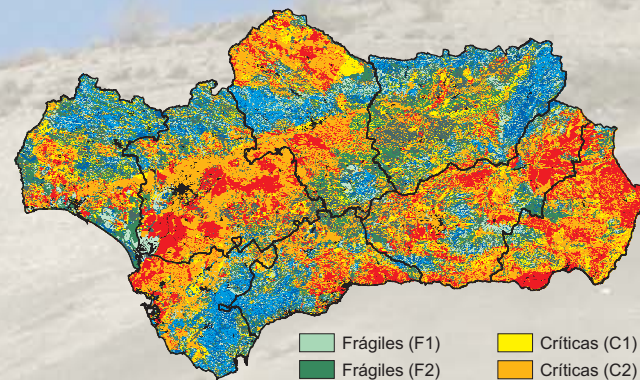 Frágiles (F1)
Críticas (C1)
Frágiles (F2)
Críticas (C2)